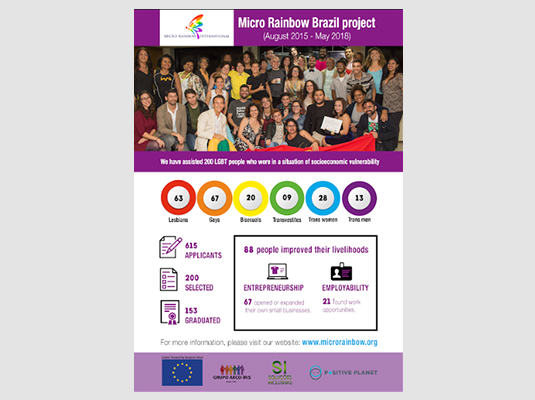 Micro Rainbow Brazil project
(August 2015 - May 2018)
MICRO RAINBOW INTERNATIONAL
We have assisted 200 LGBT people who were in a situation of socioeconomic vulnerability
63 67 20 09 28 13
Lesbians Gays Bisexuals Transvestites Trans women Trans men
615
APPLICANTS
200
SELECTED
153
GRADUATED
88 people improved their livelihoods
ENTREPRENEURSHIP
67 opened or expanded
their own small businesses.
EMPLOYABILITY
21 found work
opportunities.
For more information, please visit our website: www.microrainbow.org
GRUPO ARCO-ÍRIS
SI
SOLUÇÕES
INCLUSIVAS
POSITIVE PLANET